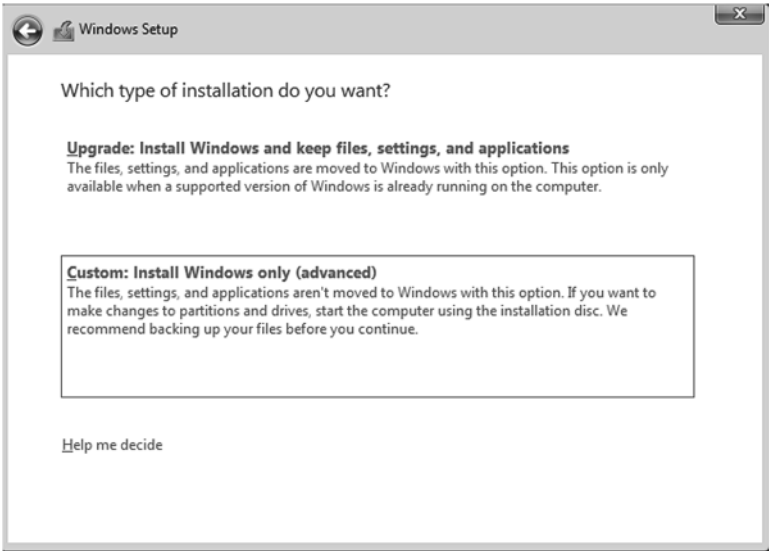 Windows Setup
X
Which type of installation do you want?
Upgrade: Install Windows and keep files, settings, and applications
The files, settings, and applications are moved to Windows with this option. This option is only
available when a supported version of Windows is already running on the computer.
Custom: Install Windows only (advanced)
The files, settings, and applications aren't moved to Windows with this option. If you want to
make changes to partitions and drives, start the computer using the installation disc. We
recommend backing up your files before you continue.
Help me decide